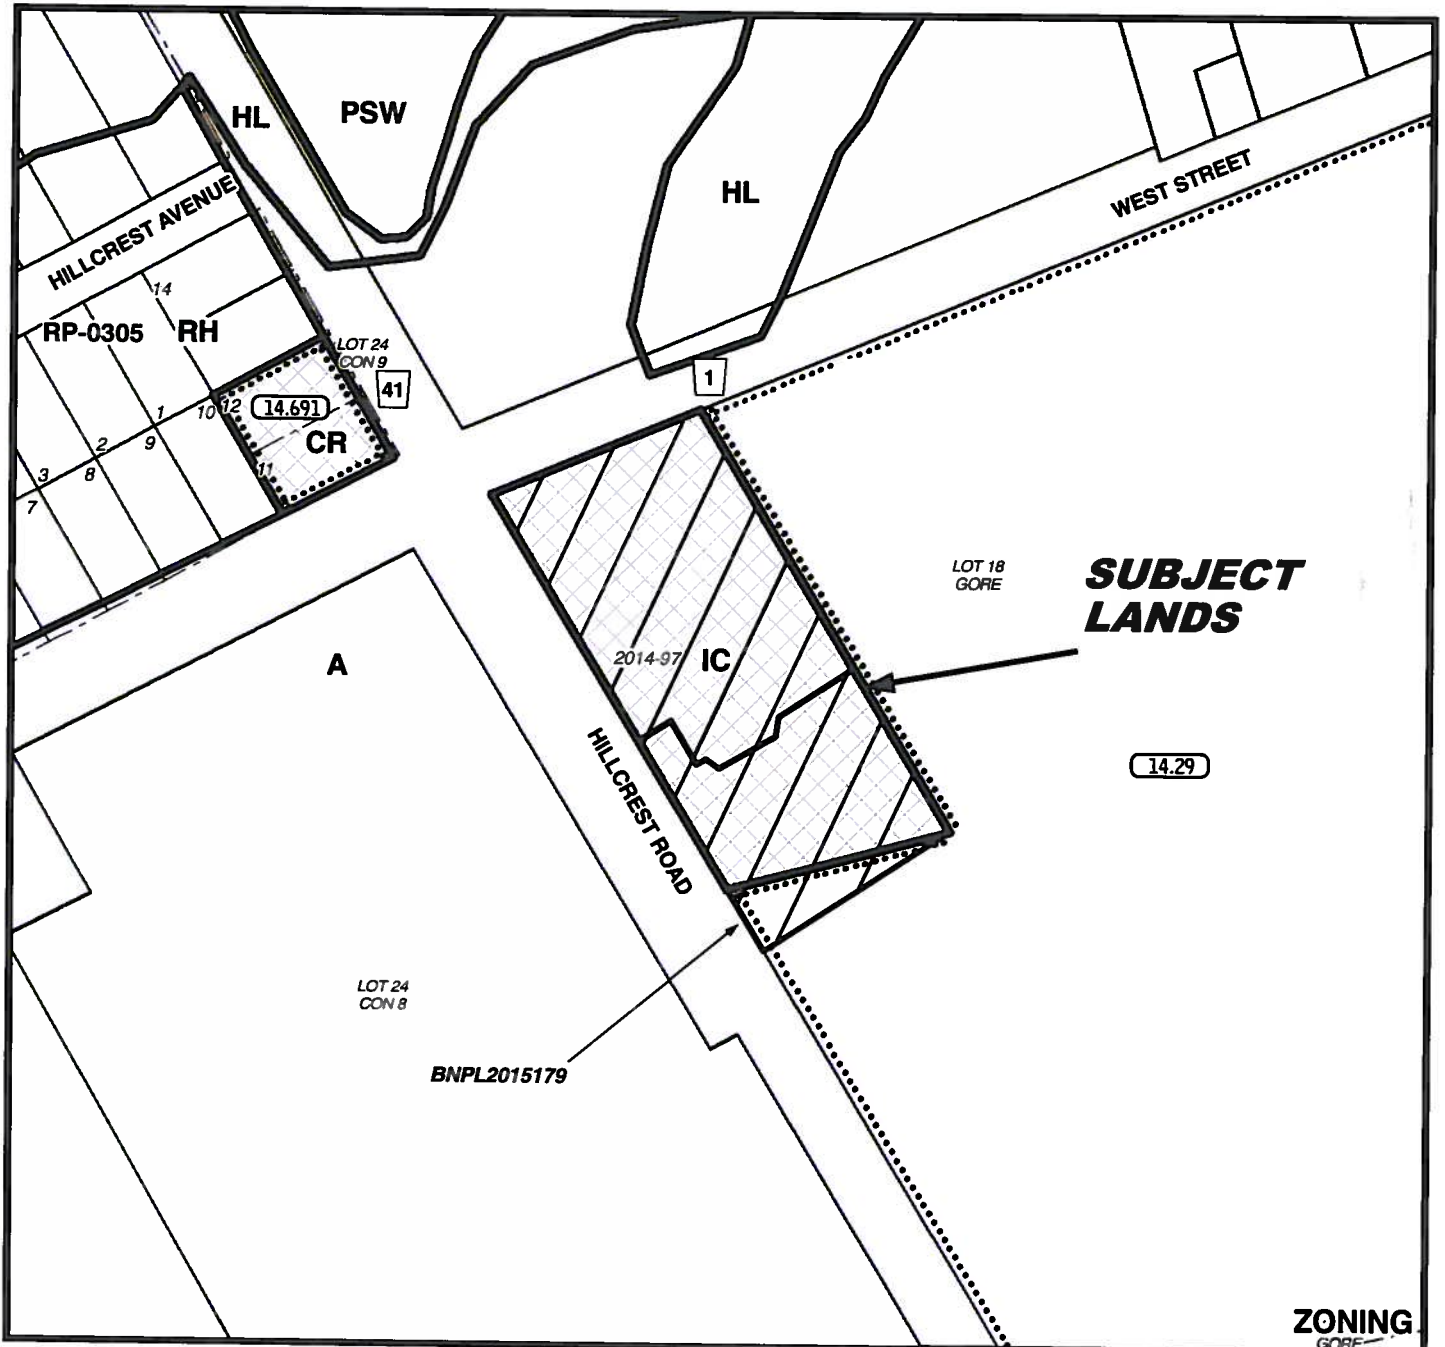 HL
PSW
HL
WEST STREET
HILLCREST AVENUE
14
RP-0305
RH
LOT 24
CON 9
41
1
14.691
CR
12
10
11
1
9
2
8
3
7
LOT 18
GORE
SUBJECT
LANDS
A
2014-97
IC
HILLCREST ROAD
14.29
LOT 24
CON 8
BNPL2015179
ZONING
GORE